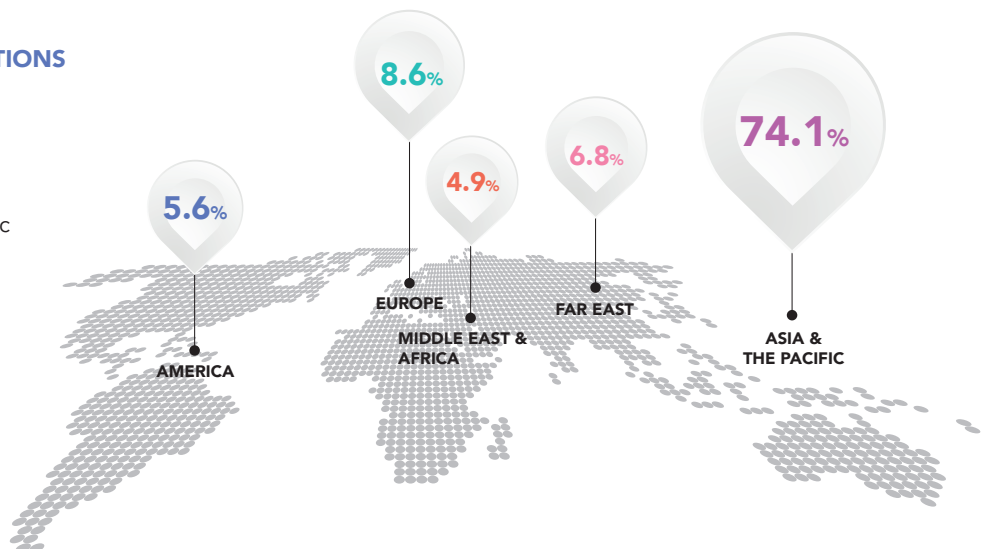 TIONS
8.6%
74.1%
6.8%
4.9%
5.6%
C
EUROPE
FAR EAST
MIDDLE EAST &
AFRICA
ASIA &
THE PACIFIC
AMERICA